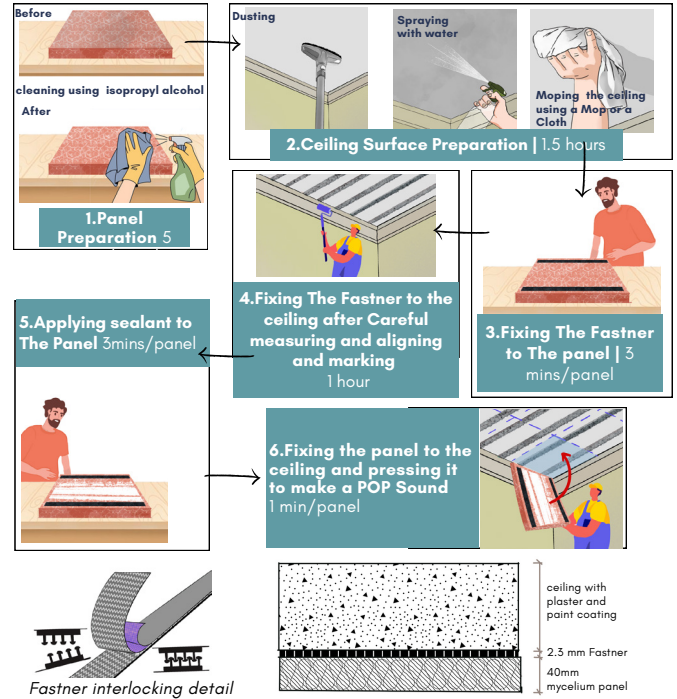 Before
cleaning using isopropyl alcohol
After
1.Panel
Preparation 5
Dusting
Spraying
with water
Moping the ceiling
using a Mop or a
Cloth
2.Ceiling Surface Preparation | 1.5 hours
3.Fixing The Fastner
to The panel | 3
mins/panel
4.Fixing The Fastner to the
ceiling after Careful
measuring and aligning
and marking
1 hour
5.Applying sealant to
The Panel 3mins/panel
6.Fixing the panel to the
ceiling and pressing it
to make a POP Sound
1 min/panel
Fastner interlocking detail
ceiling with
plaster and
paint coating
2.3 mm Fastner
40mm
mycelium panel